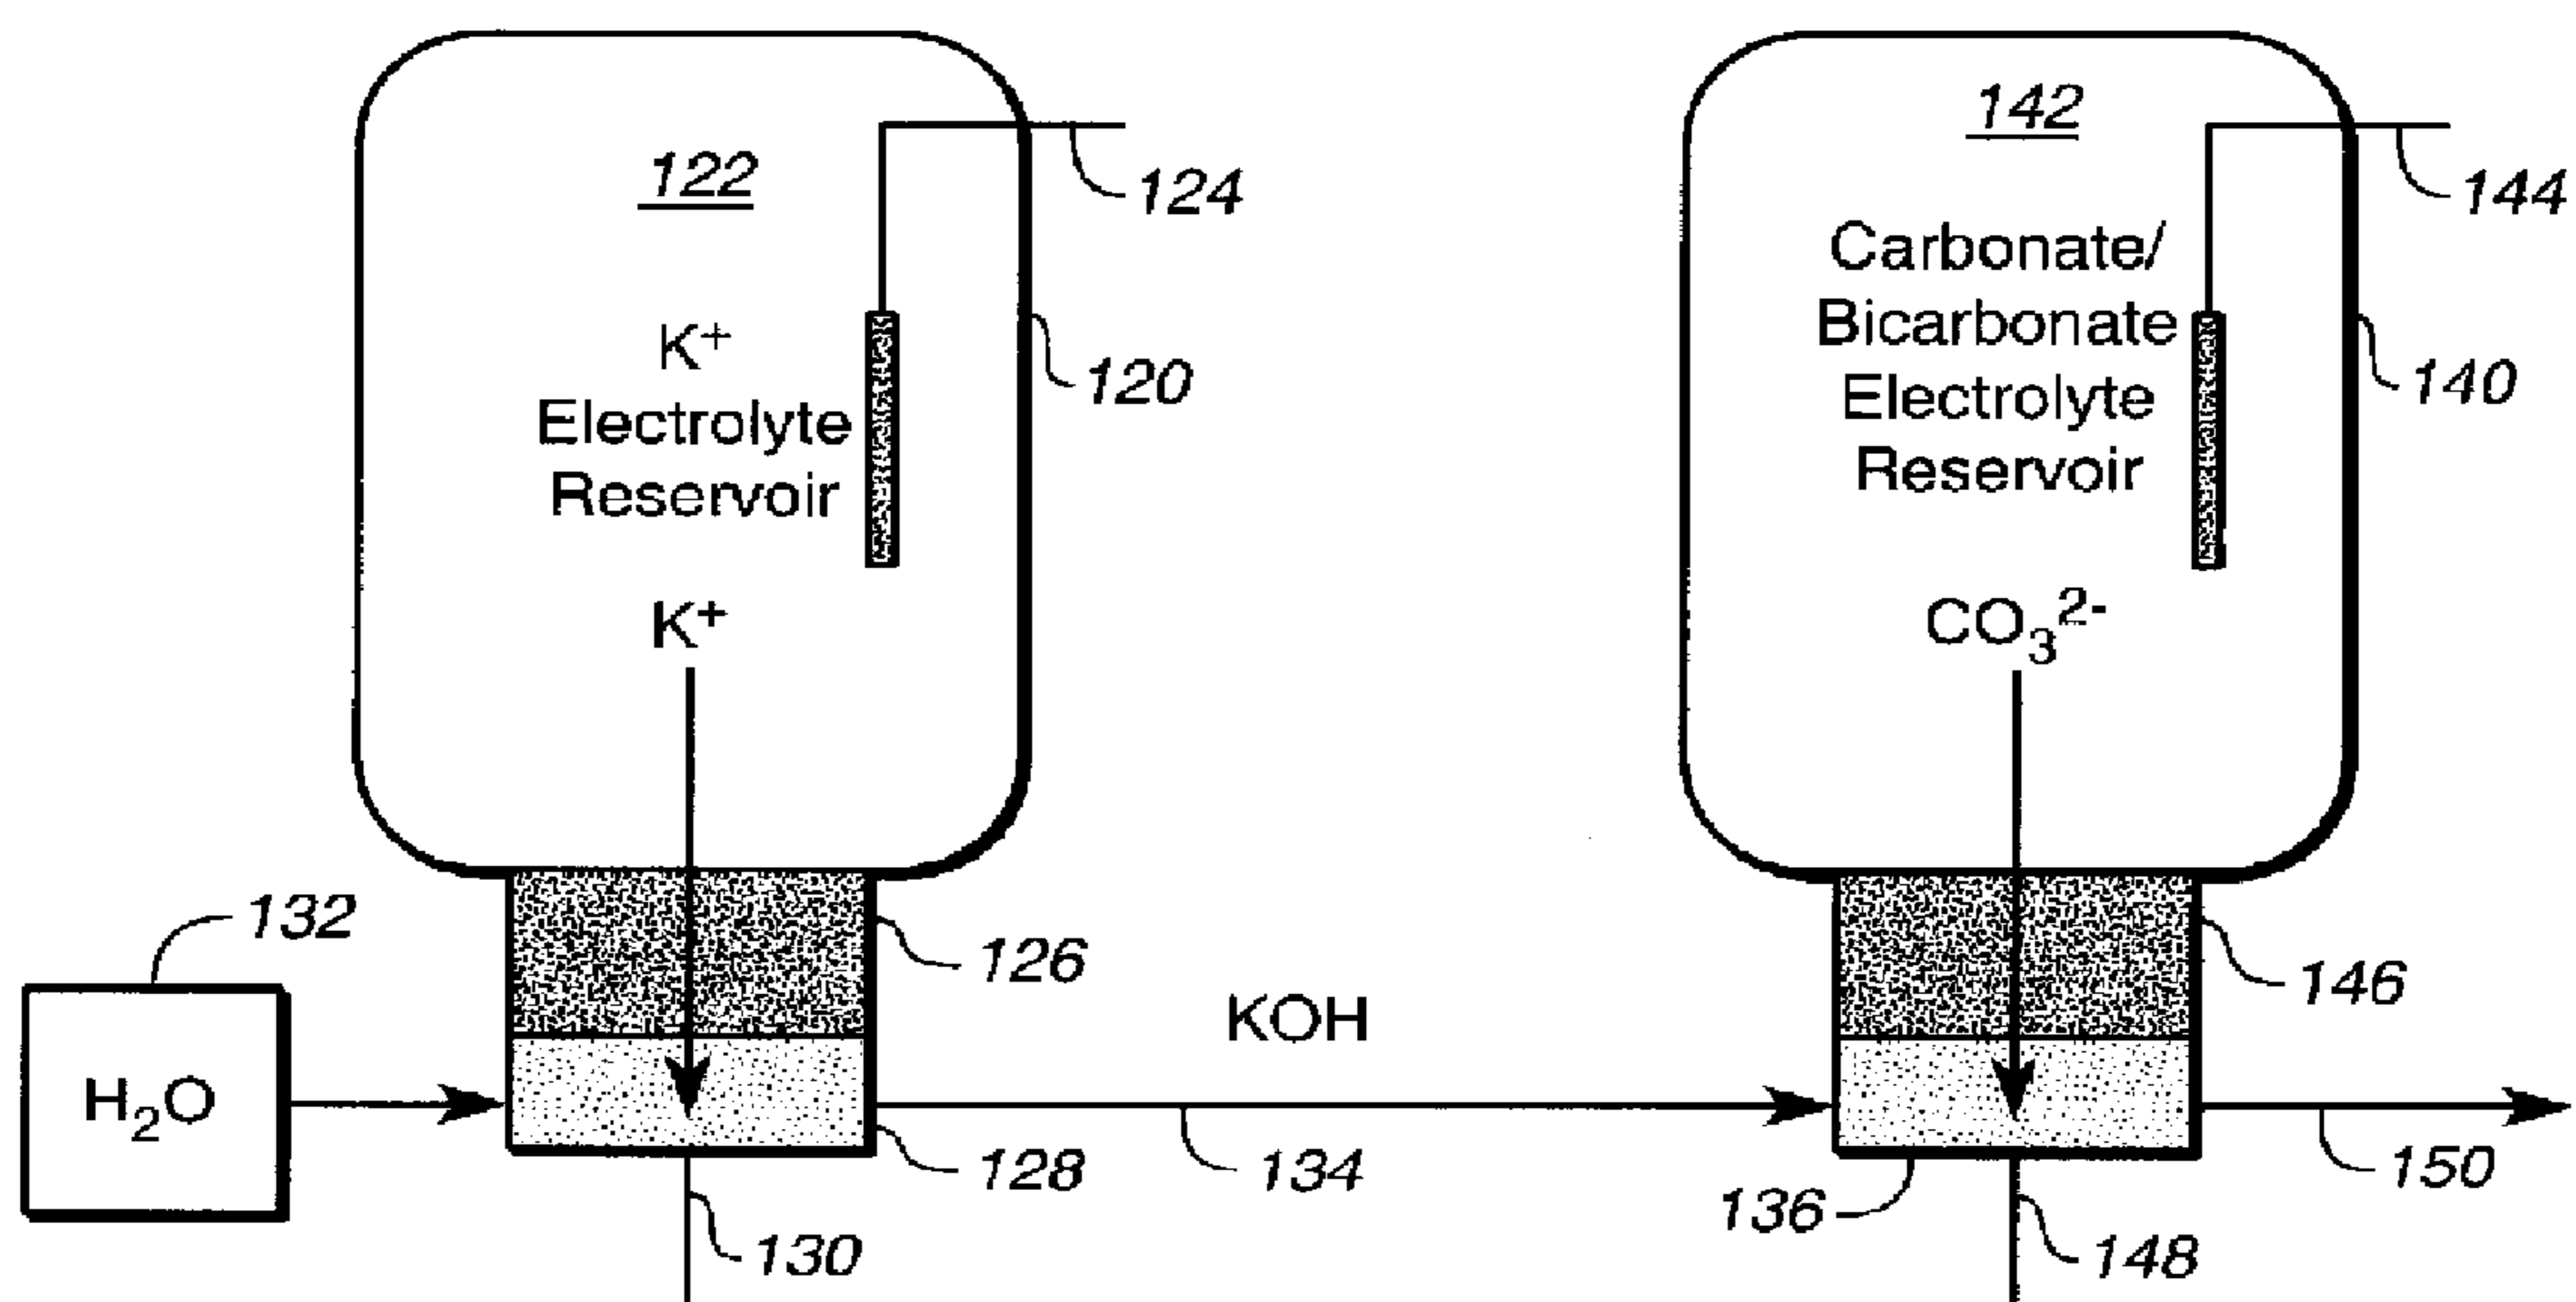 122
124
K⁺
Electrolyte
Reservoir
120
K⁺
132
H₂O
126
128
130
KOH
134
142
144
Carbonate/
Bicarbonate
Electrolyte
Reservoir
140
CO₃²⁻
146
136
148
150